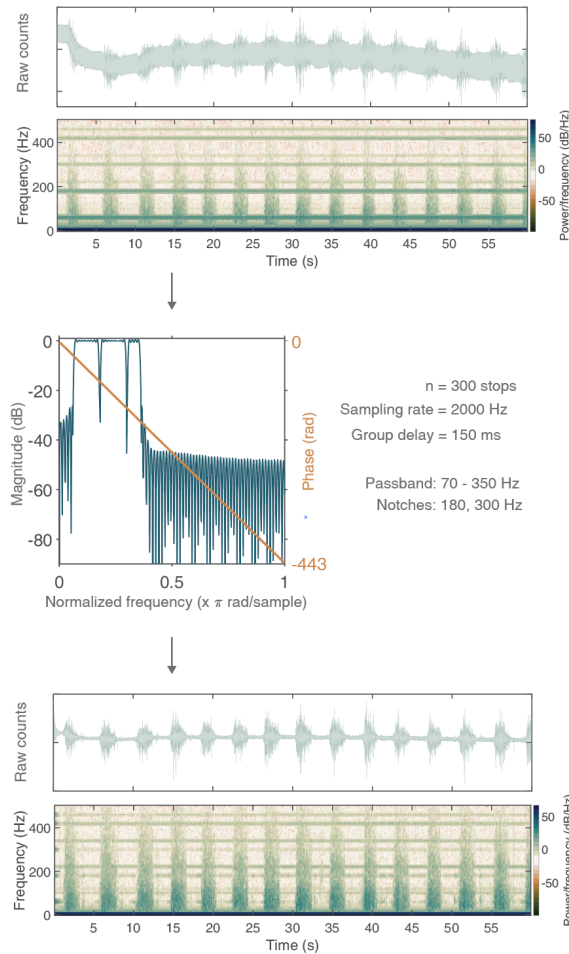 Raw counts
Frequency (Hz)
400
200
0
5 10 15 20 25 30 35 40 45 50 55
Time (s)
50
0
-50
Power/frequency (dB/Hz)
Magnitude (dB)
0
-20
-40
-60
-80
0 0.5 1
Normalized frequency (x π rad/sample)
0
Phase (rad)
-443
n = 300 stops
Sampling rate = 2000 Hz
Group delay = 150 ms
Passband: 70 - 350 Hz
Notches: 180, 300 Hz
Raw counts
Frequency (Hz)
400
200
0
5 10 15 20 25 30 35 40 45 50 55
Time (s)
50
0
-50
Power/frequency (dB/Hz)